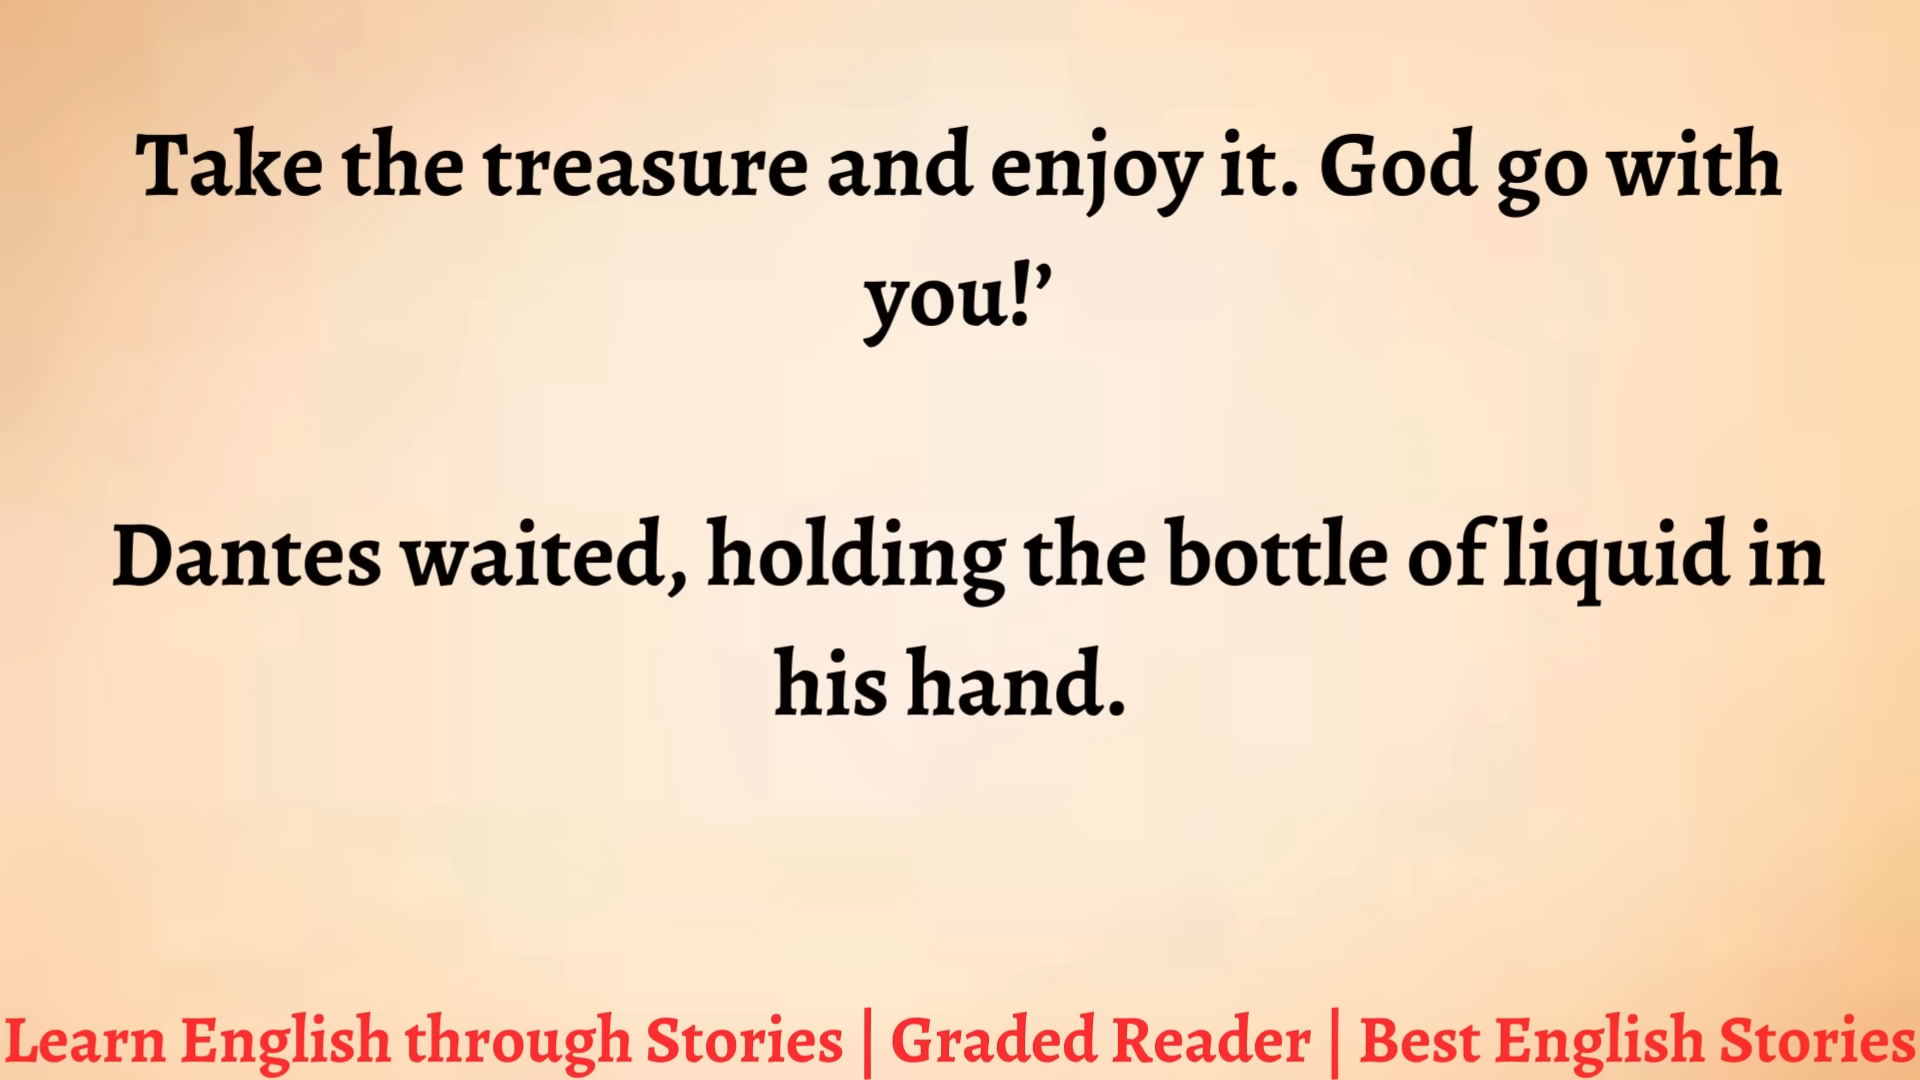 Take the treasure and enjoy it. God go with
you!’
Dantes waited, holding the bottle of liquid in
his hand.
Learn English through Stories | Graded Reader | Best English Stories